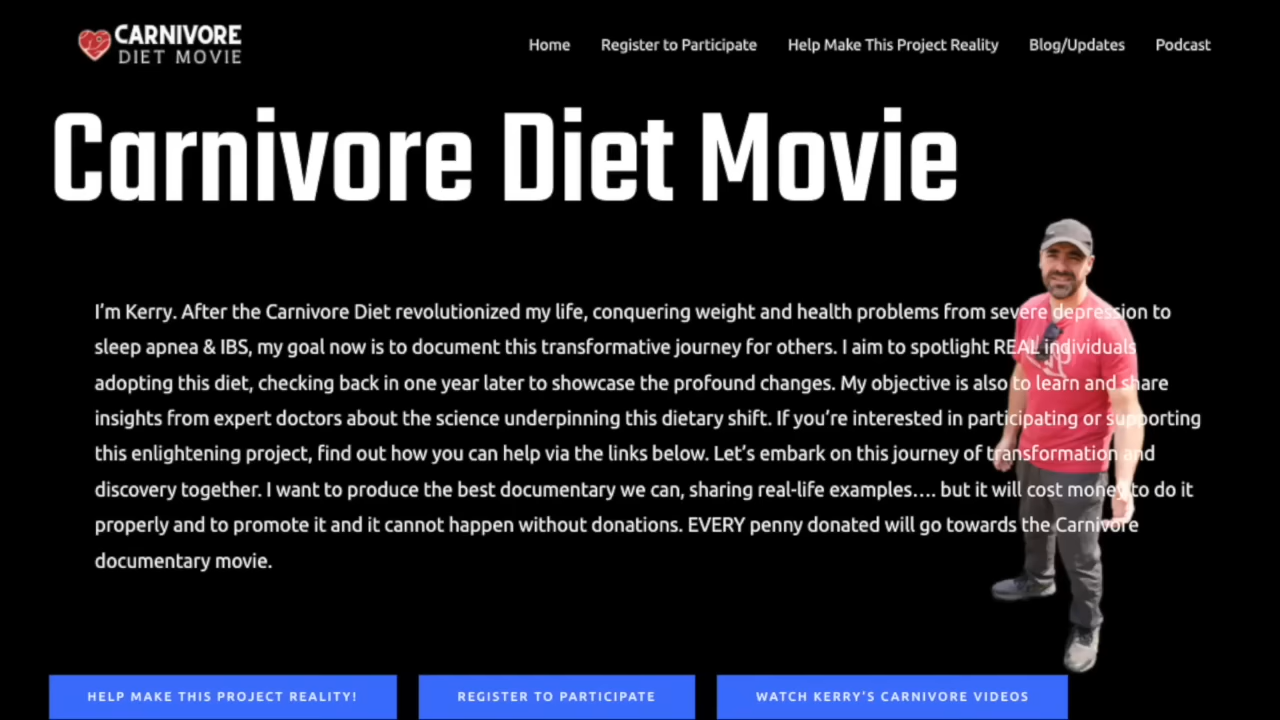 CARNIVORE
DIET MOVIE
Home Register to Participate Help Make This Project Reality Blog/Updates Podcast
Carnivore Diet Movie
I’m Kerry. After the Carnivore Diet revolutionized my life, conquering weight and health problems from severe depression to
sleep apnea & IBS, my goal now is to document this transformative journey for others. I aim to spotlight REAL individuals
adopting this diet, checking back in one year later to showcase the profound changes. My objective is also to learn and share
insights from expert doctors about the science underpinning this dietary shift. If you’re interested in participating or supporting
this enlightening project, find out how you can help via the links below. Let’s embark on this journey of transformation and
discovery together. I want to produce the best documentary we can, sharing real-life examples…. but it will cost money to do it
properly and to promote it and it cannot happen without donations. EVERY penny donated will go towards the Carnivore
documentary movie.
HELP MAKE THIS PROJECT REALITY! REGISTER TO PARTICIPATE WATCH KERRY’S CARNIVORE VIDEOS